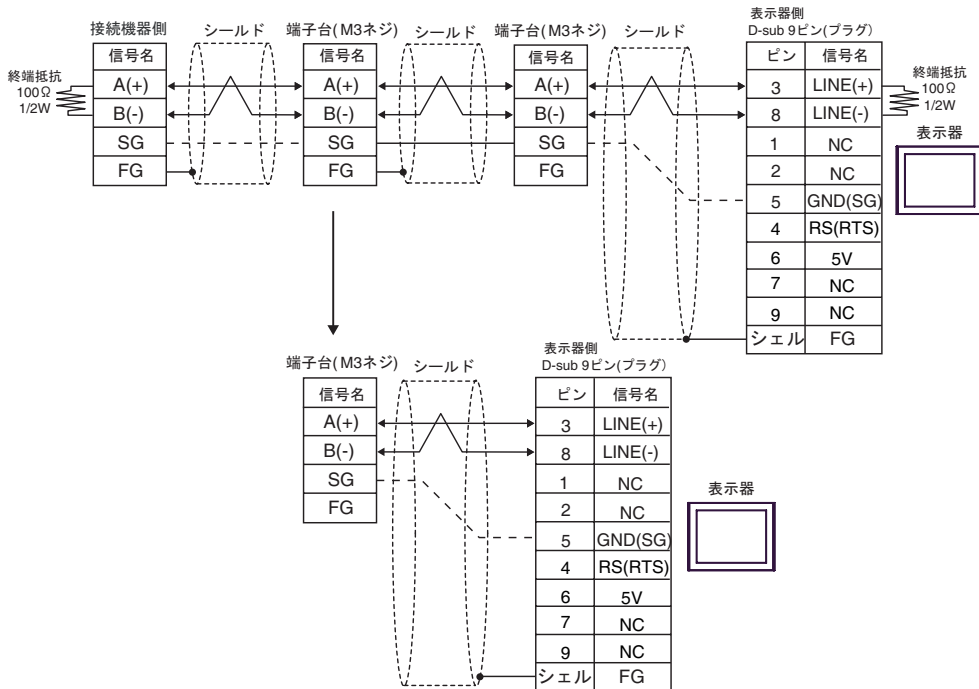 接続機器側
シールド
端子台(M3ネジ)
シールド
端子台(M3ネジ)
シールド
表示器側
D-sub 9ピン(プラグ)
終端抵抗
100Ω
1/2W
信号名
A(+)
B(-)
SG
FG
信号名
A(+)
B(-)
SG
FG
信号名
A(+)
B(-)
SG
FG
ピン 信号名
3 LINE(+)
8 LINE(-)
1 NC
2 NC
5 GND(SG)
4 RS(RTS)
6 5V
7 NC
9 NC
シェル FG
終端抵抗
100Ω
1/2W
表示器
端子台(M3ネジ)
シールド
表示器側
D-sub 9ピン(プラグ)
信号名
A(+)
B(-)
SG
FG
ピン 信号名
3 LINE(+)
8 LINE(-)
1 NC
2 NC
5 GND(SG)
4 RS(RTS)
6 5V
7 NC
9 NC
シェル FG
表示器